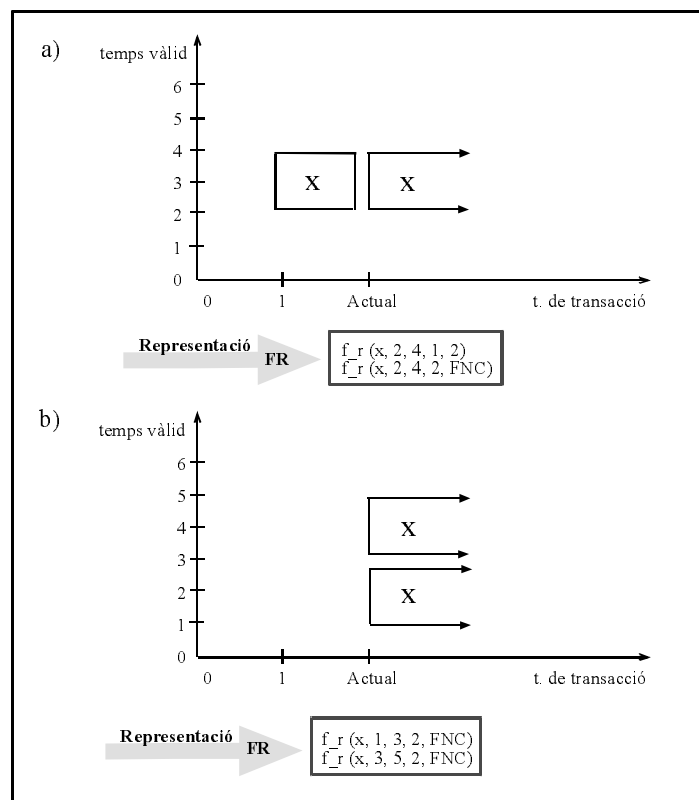 a)
temps vàlid
6
5
4
3
2
1
0
X
X
0 1 Actual t. de transacció
Representació
FR
f_r (x, 2, 4, 1, 2)
f_r (x, 2, 4, 2, FNC)
b)
temps vàlid
6
5
4
3
2
1
0
X
X
0 1 Actual t. de transacció
Representació
FR
f_r (x, 1, 3, 2, FNC)
f_r (x, 3, 5, 2, FNC)